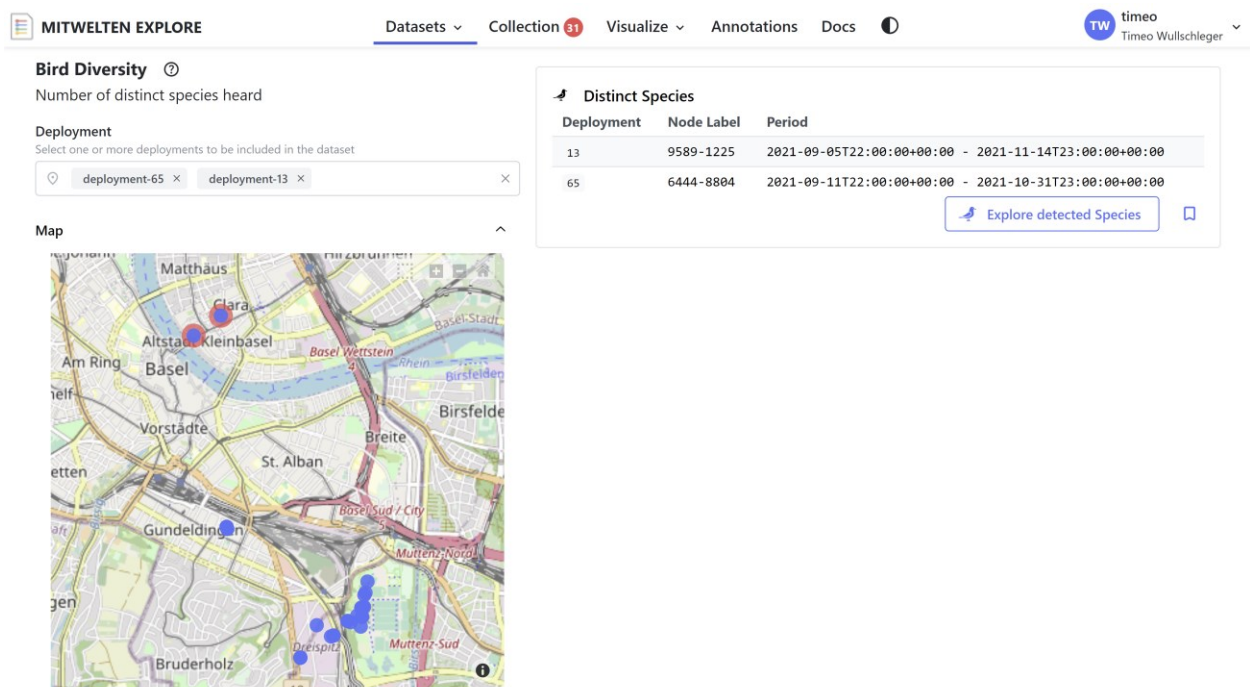 MITWELTEN EXPLORE
Datasets
Collection 31
Visualize
Annotations
Docs
TW
timeo
Timeo Wullschleger
Bird Diversity
Number of distinct species heard
Deployment
Select one or more deployments to be included in the dataset
deployment-65 ×
deployment-13 ×
Map
Matthäus
Clara
Altstadt Kleinbasel
Basel-Stadt
Basel Wettstein
4
Am Ring
Basel
Rhein
Birsfelden
Birsfelde
Vorstädte
Breite
St. Alban
etten
Birsig
Basel Süd / City
5
Gundeldingen
Muttenz-Nord
gen
Dreispitz
Muttenz-Süd
Bruderholz
Distinct Species
Deployment Node Label Period
13 9589-1225 2021-09-05T22:00:00+00:00 - 2021-11-14T23:00:00+00:00
65 6444-8804 2021-09-11T22:00:00+00:00 - 2021-10-31T23:00:00+00:00
Explore detected Species